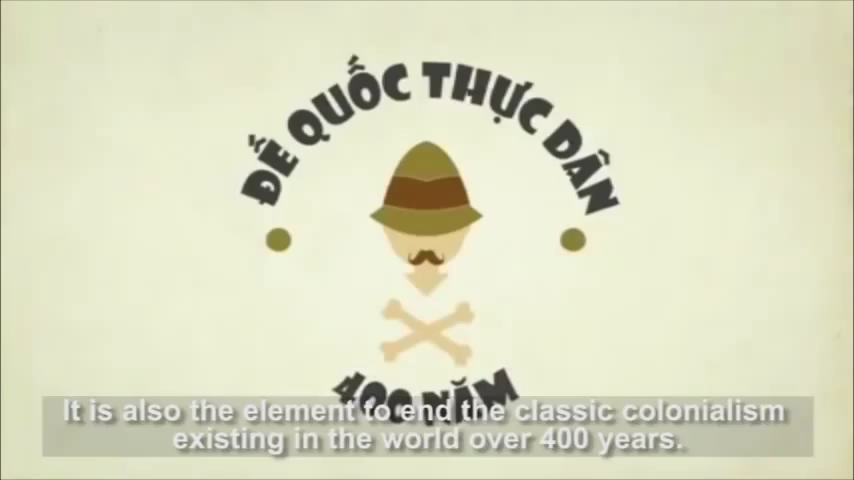 ĐẾ QUỐC THỰC DÂN
400 NĂM
It is also the element to end the classic colonialism
existing in the world over 400 years.